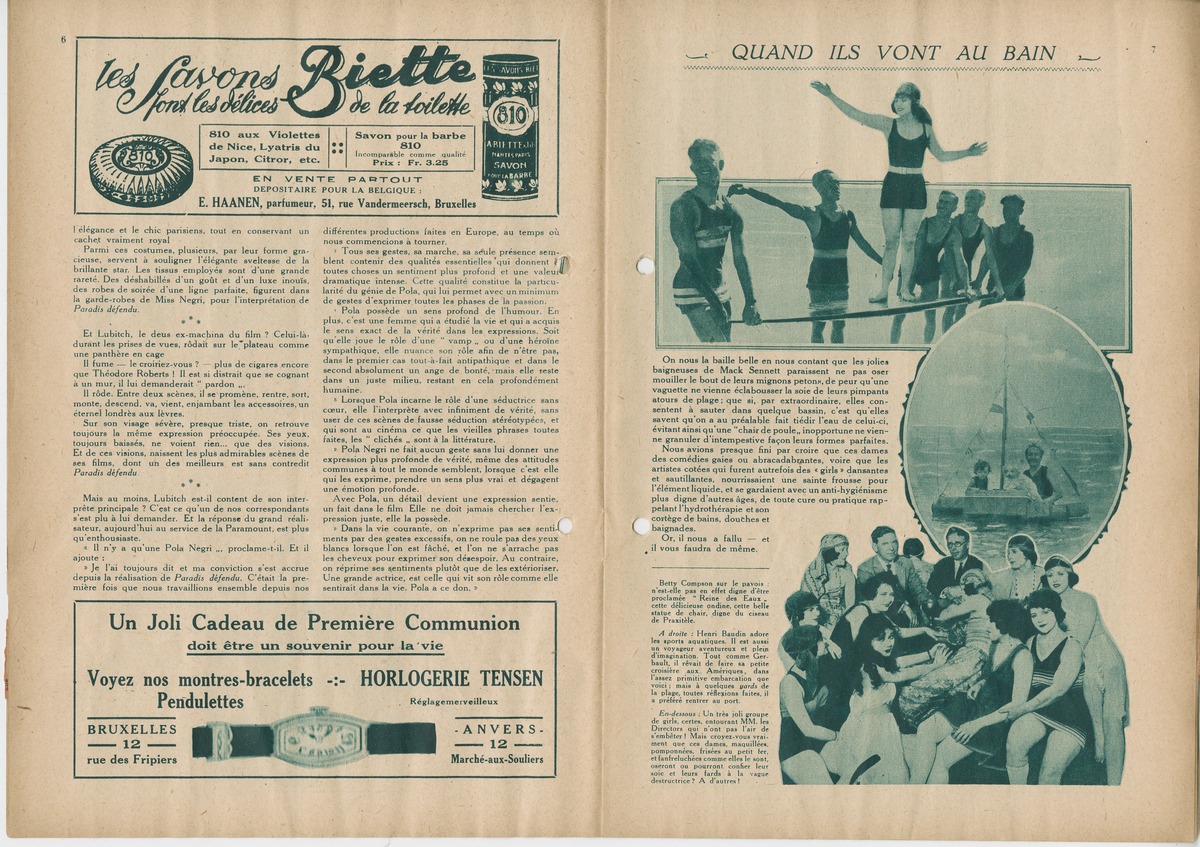 6
les Savons Biette
font les délices de la toilette
810
810 aux Violettes
de Nice, Lyatris du
Japon, Citror, etc.
Savon pour la barbe
810
Incomparable comme qualité
Prix : Fr. 3.25
LES SAVONS
810
SAVON
POUR LA BARBE
EN VENTE PARTOUT
DEPOSITAIRE POUR LA BELGIQUE :
E. HAANEN, parfumeur, 51, rue Vandermeersch, Bruxelles
l'élégance et le chic parisiens, tout en conservant un
cachet vraiment royal
Parmi ces costumes, plusieurs, par leur forme gra-
cieuse, servent à souligner l'élégante sveltesse de la
brillante star. Les tissus employés sont d'une grande
rareté. Des déshabillés d'un goût et d'un luxe inouïs,
des robes de soirée d'une ligne parfaite, figurent dans
la garde-robes de Miss Negri, pour l'interprétation de
Paradis défendu.
* * *
Et Lubitch, le deus ex-machina du film ? Celui-là,
durant les prises de vues, rôdait sur le plateau comme
une panthère en cage
Il fume — le croiriez-vous ? — plus de cigares encore
que Théodore Roberts ! Il est si distrait que se cognant
à un mur, il lui demanderait " pardon „.
Il rôde. Entre deux scènes, il se promène, rentre, sort,
monte, descend, va, vient, enjambant les accessoires, un
éternel londrès aux lèvres.
Sur son visage sévère, presque triste, on retrouve
toujours la même expression préoccupée. Ses yeux,
toujours baissés, ne voient rien... que des visions.
Et de ces visions, naissent les plus admirables scènes de
ses films, dont un des meilleurs est sans contredit
Paradis défendu
* * *
Mais au moins, Lubitch est-il content de son inter-
prète principale ? C'est ce qu'un de nos correspondants
s'est plu à lui demander. Et la réponse du grand réali-
sateur, aujourd'hui au service de la Paramount, est plus
qu'enthousiaste.
« Il n'y a qu'une Pola Negri „, proclame-t-il. Et il
ajoute :
» Je l'ai toujours dit et ma conviction s'est accrue
depuis la réalisation de Paradis défendu. C'était la pre-
mière fois que nous travaillions ensemble depuis nos
différentes productions faites en Europe, au temps où
nous commencions à tourner.
» Tous ses gestes, sa marche, sa seule présence sem-
blent contenir des qualités essentielles qui donnent à
toutes choses un sentiment plus profond et une valeur
dramatique intense. Cette qualité constitue la particu-
larité du génie de Pola, qui lui permet avec un minimum
de gestes d'exprimer toutes les phases de la passion.
Pola possède un sens profond de l'humour. En
plus, c'est une femme qui a étudié la vie et qui a acquis
le sens exact de la vérité dans les expressions. Soit
qu'elle joue le rôle d'une " vamp „ ou d'une héroïne
sympathique, elle nuance son rôle afin de n'être pas,
dans le premier cas tout-à-fait antipathique et dans le
second absolument un ange de bonté, mais elle reste
dans un juste milieu, restant en cela profondément
humaine.
» Lorsque Pola incarne le rôle d'une séductrice sans
cœur, elle l'interprète avec infiniment de vérité, sans
user de ces scènes de fausse séduction stéréotypées, et
qui sont au cinéma ce que les vieilles phrases toutes
faites, les " clichés „ sont à la littérature.
» Pola Negri ne fait aucun geste sans lui donner une
expression plus profonde de vérité, même des attitudes
communes à tout le monde semblent, lorsque c'est elle
qui les exprime, prendre un sens plus vrai et dégagent
une émotion profonde.
Avec Pola, un détail devient une expression sentie,
un fait dans le film Elle ne doit jamais chercher l'ex-
pression juste, elle la possède.
» Dans la vie courante, on n'exprime pas ses senti-
ments par des gestes excessifs, on ne roule pas des yeux
blancs lorsque l'on est fâché, et l'on ne s'arrache pas
les cheveux pour exprimer son désespoir. Au contraire,
on réprime ses sentiments plutôt que de les extérioriser.
Une grande actrice, est celle qui vit son rôle comme elle
sentirait dans la vie. Pola a ce don. »
Un Joli Cadeau de Première Communion
doit être un souvenir pour la vie
Voyez nos montres-bracelets -:- HORLOGERIE TENSEN
Pendulettes
Réglage merveilleux
BRUXELLES
— 12 —
rue des Fripiers
- ANVERS -
— 12 —
Marché-aux-Souliers
QUAND ILS VONT AU BAIN
7
On nous la baille belle en nous contant que les jolies
baigneuses de Mack Sennett paraissent ne pas oser
mouiller le bout de leurs mignons petons, de peur qu'une
vaguette ne vienne éclabousser la soie de leurs pimpants
atours de plage ; que si, par extraordinaire, elles con-
sentent à sauter dans quelque bassin, c'est qu'elles
savent qu'on a au préalable fait tiédir l'eau de celui-ci,
évitant ainsi qu'une "chair de poule„ inopportune ne vien-
ne granuler d'intempestive façon leurs formes parfaites.
Nous avions presque fini par croire que ces dames
des comédies gaies ou abracadabrantes, voire que les
artistes cotées qui furent autrefois des « girls » dansantes
et sautillantes, nourrissaient une sainte frousse pour
l'élément liquide, et se gardaient avec un anti-hygiénisme
plus digne d'autres âges, de toute cure ou pratique rap-
pelant l'hydrothérapie et son
cortège de bains, douches et
baignades.
Or, il nous a fallu — et
il vous faudra de même.
Betty Compson sur le pavois :
n'est-elle pas en effet digne d'être
proclamée " Reine des Eaux „
cette délicieuse ondine, cette belle
statue de chair, digne du ciseau
de Praxitèle.
A droite : Henri Baudin adore
les sports aquatiques. Il est aussi
un voyageur aventureux et plein
d'imagination. Tout comme Ger-
bault, il rêvait de faire sa petite
croisière aux Amériques, dans
l'assez primitive embarcation que
voici ; mais à quelques yards de
la plage, toutes réflexions faites, il
a préféré rentrer au port.
En-dessous : Un très joli groupe
de girls, certes, entourant MM. les
Directors qui n'ont pas l'air de
s'embêter ! Mais croyez-vous vrai-
ment que ces dames, maquillées,
pomponnées, frisées au petit fer,
et fanfreluchées comme elles le sont,
oseront ou pourront confier leur
soie et leurs fards à la vague
destructrice ? A d'autres !